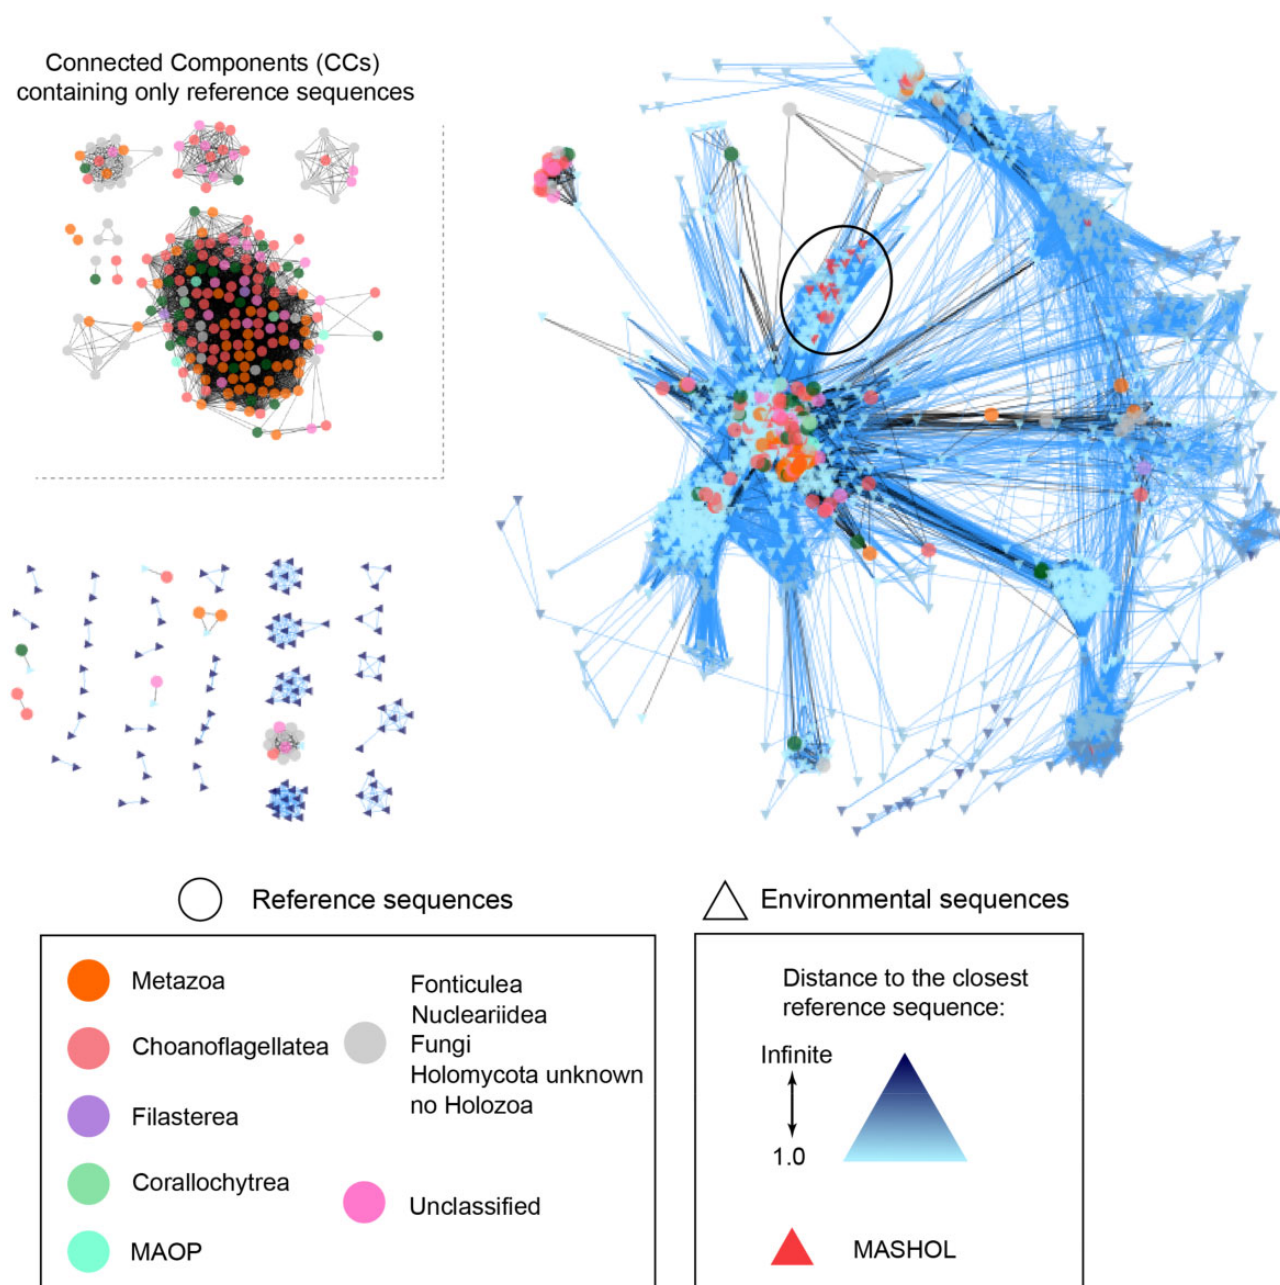 Connected Components (CCs)
containing only reference sequences
Reference sequences
Environmental sequences
Metazoa
Choanoflagellatea
Filasterea
Corallochytrea
MAOP
Fonticulea
Nucleariidea
Fungi
Holomycota unknown
no Holozoa
Unclassified
Distance to the closest
reference sequence:
Infinite
1.0
MASHOL